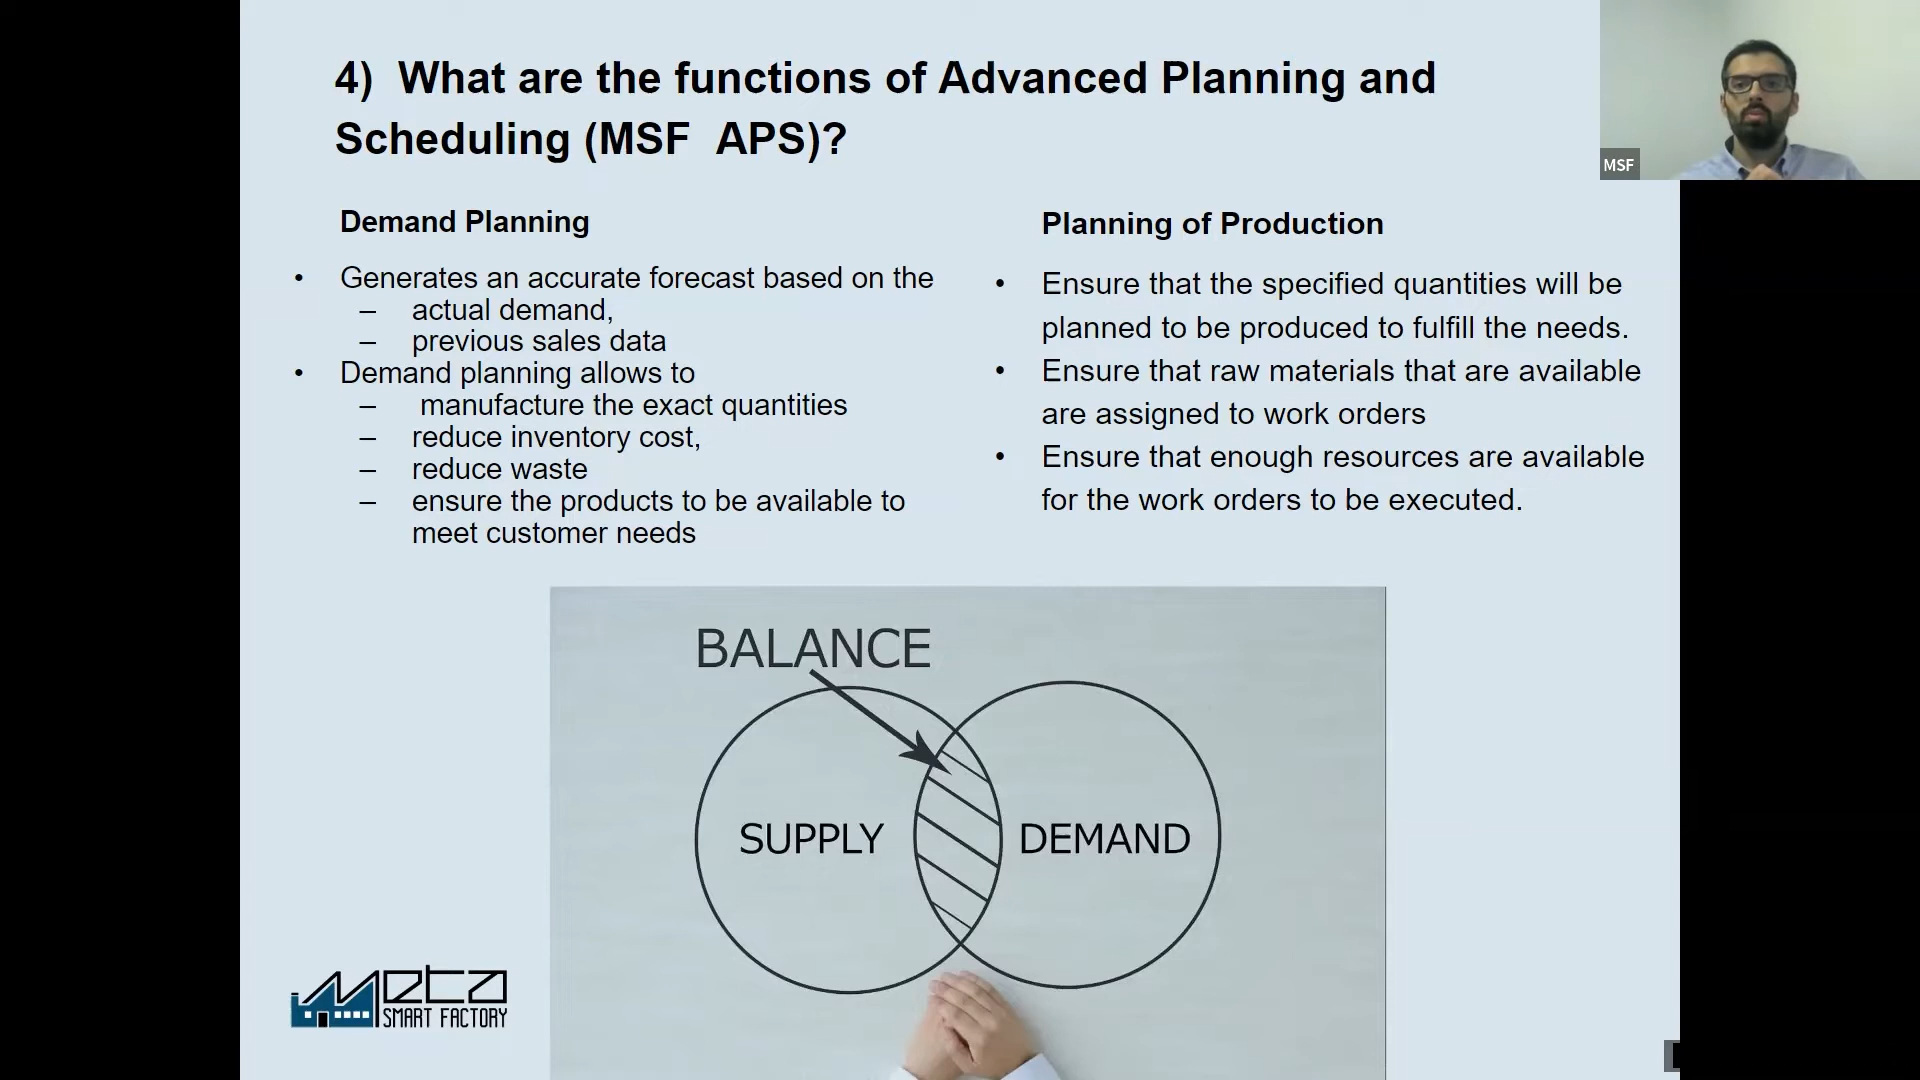 4) What are the functions of Advanced Planning and
Scheduling (MSF APS)?
MSF
Demand Planning
• Generates an accurate forecast based on the
– actual demand,
– previous sales data
• Demand planning allows to
– manufacture the exact quantities
– reduce inventory cost,
– reduce waste
– ensure the products to be available to
meet customer needs
Planning of Production
• Ensure that the specified quantities will be
planned to be produced to fulfill the needs.
• Ensure that raw materials that are available
are assigned to work orders
• Ensure that enough resources are available
for the work orders to be executed.
BALANCE
SUPPLY
DEMAND
meta
SMART FACTORY